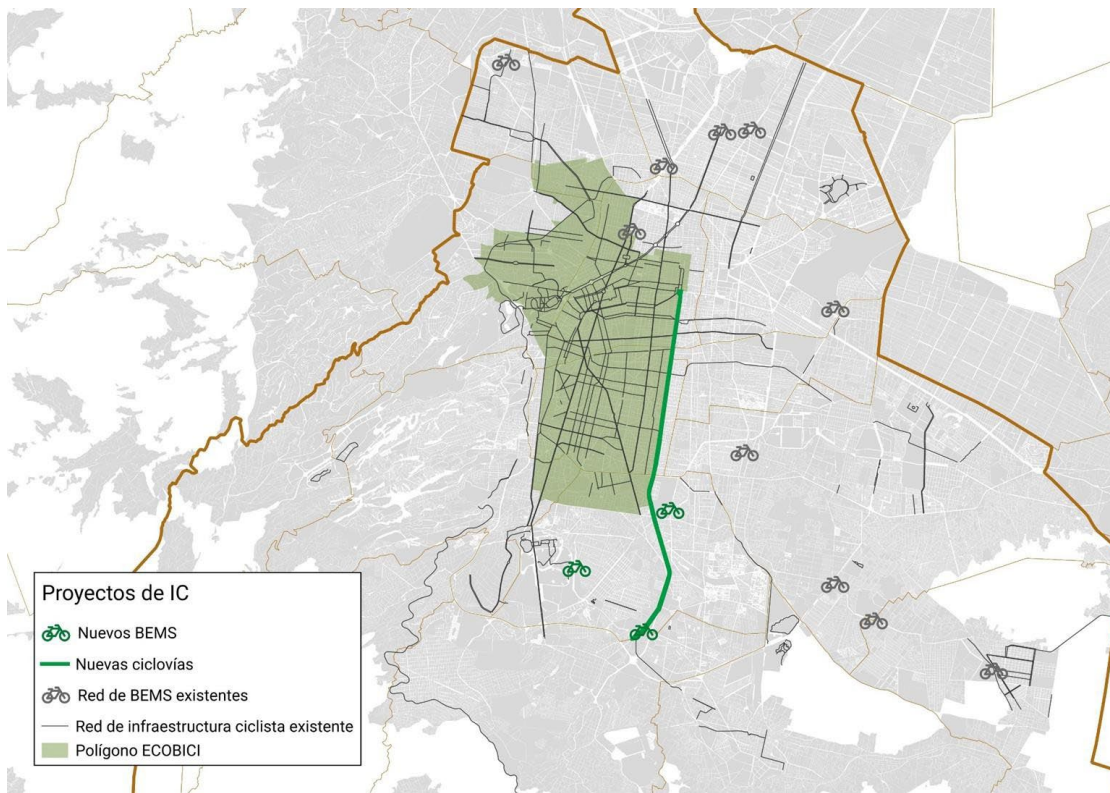 Proyectos de IC
Nuevos BEMS
Nuevas ciclovías
Red de BEMS existentes
Red de infraestructura ciclista existente
Polígono ECOBICI